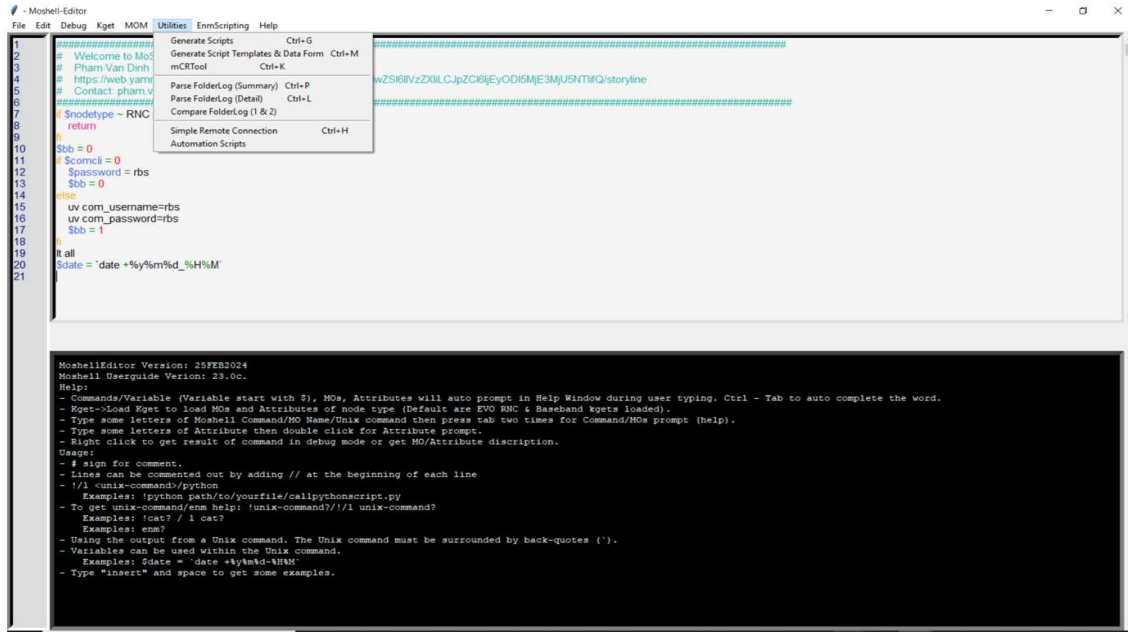 - Moshell-Editor
File Edit Debug Kget MOM Utilities EnmScripting Help
Generate Scripts Ctrl+G
Generate Script Templates & Data Form Ctrl+M
mCRTool Ctrl+K
Parse FolderLog (Summary) Ctrl+P
Parse FolderLog (Detail) Ctrl+L
Compare FolderLog (1 & 2)
Simple Remote Connection Ctrl+H
Automation Scripts
1
2 # Welcome to MoS
3 # Pham Van Dinh
4 # https://web.yamr
5 # Contact: pham.v
6
7 if $nodetype ~ RNC
8 return
9 fi
10 $bb = 0
11 if $comcli = 0
12 $password = rbs
13 $bb = 0
14 else
15 uv com_username=rbs
16 uv com_password=rbs
17 $bb = 1
18 fi
19 lt all
20 $date = `date +%y%m%d_%H%M`
21
MoshellEditor Version: 25FEB2024
Moshell Userguide Verion: 23.0c.
Help:
- Commands/Variable (Variable start with $), MOs, Attributes will auto prompt in Help Window during user typing. Ctrl - Tab to auto complete the word.
- Kget->Load Kget to load MOs and Attributes of node type (Default are EVO RNC & Baseband kgets loaded).
- Type some letters of Moshell Command/MO Name/Unix command then press tab two times for Command/MOs prompt (help).
- Type some letters of Attribute then double click for Attribute prompt.
- Right click to get result of command in debug mode or get MO/Attribute discription.
Usage:
- # sign for comment.
- Lines can be commented out by adding // at the beginning of each line
- !/l <unix-command>/python
Examples: !python path/to/yourfile/callpythonscript.py
- To get unix-command/enm help: !unix-command?/!/l unix-command?
Examples: !cat? / l cat?
Examples: enm?
- Using the output from a Unix command. The Unix command must be surrounded by back-quotes (`).
- Variables can be used within the Unix command.
Examples: $date = `date +%y%m%d-%H%M`
- Type "insert" and space to get some examples.